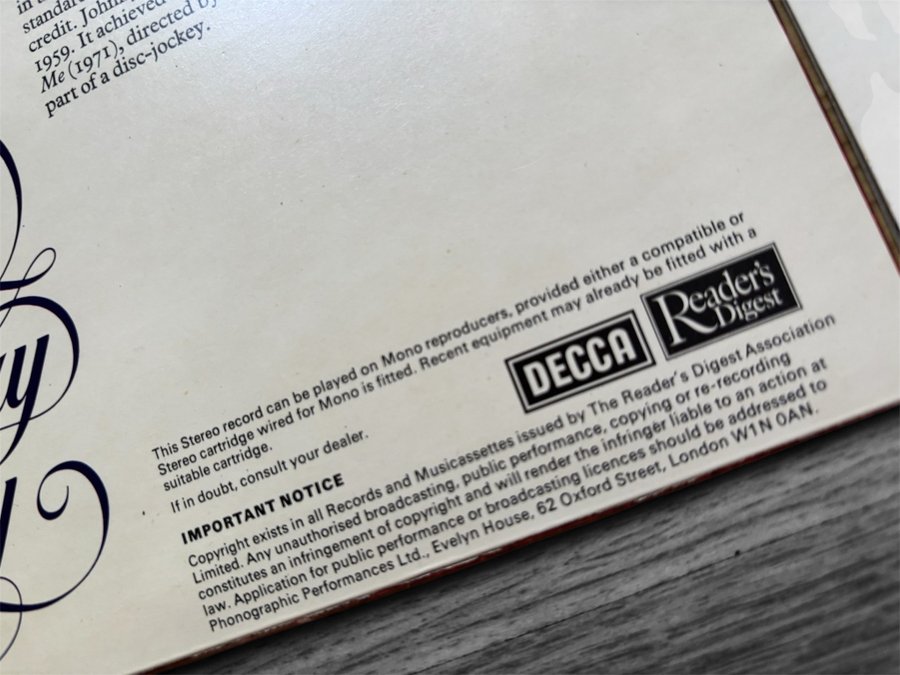 in
standard
credit. John
1959. It achieved
Me (1971), directed by
part of a disc-jockey.
This Stereo record can be played on Mono reproducers, provided either a compatible or
Stereo cartridge wired for Mono is fitted. Recent equipment may already be fitted with a
suitable cartridge.
If in doubt, consult your dealer.
DECCA
Reader's
Digest
IMPORTANT NOTICE
Copyright exists in all Records and Musicassettes issued by The Reader's Digest Association
Limited. Any unauthorised broadcasting, public performance, copying or re-recording
constitutes an infringement of copyright and will render the infringer liable to an action at
law. Application for public performance or broadcasting licences should be addressed to
Phonographic Performances Ltd., Evelyn House, 62 Oxford Street, London W1N 0AN.